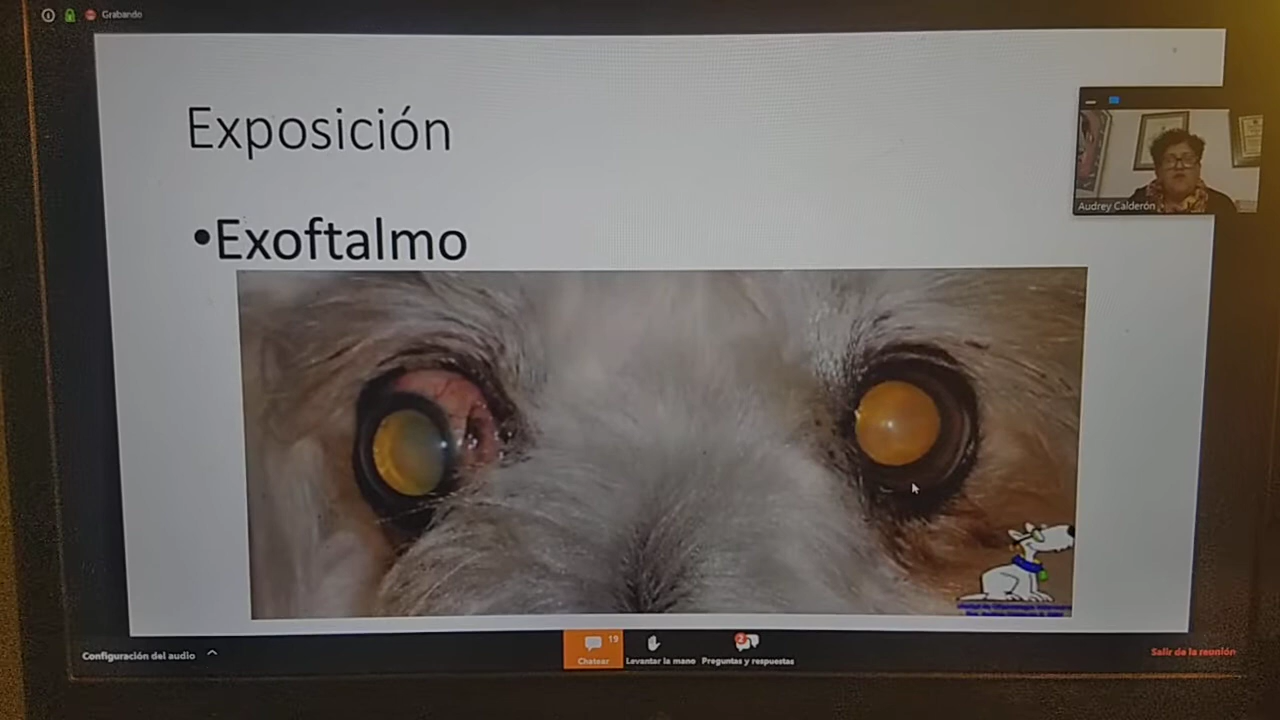 Grabando
Exposición
Audrey Calderón
•Exoftalmo
19
2
Configuración del audio
Chatear
Levantar la mano
Preguntas y respuestas
Salir de la reunión